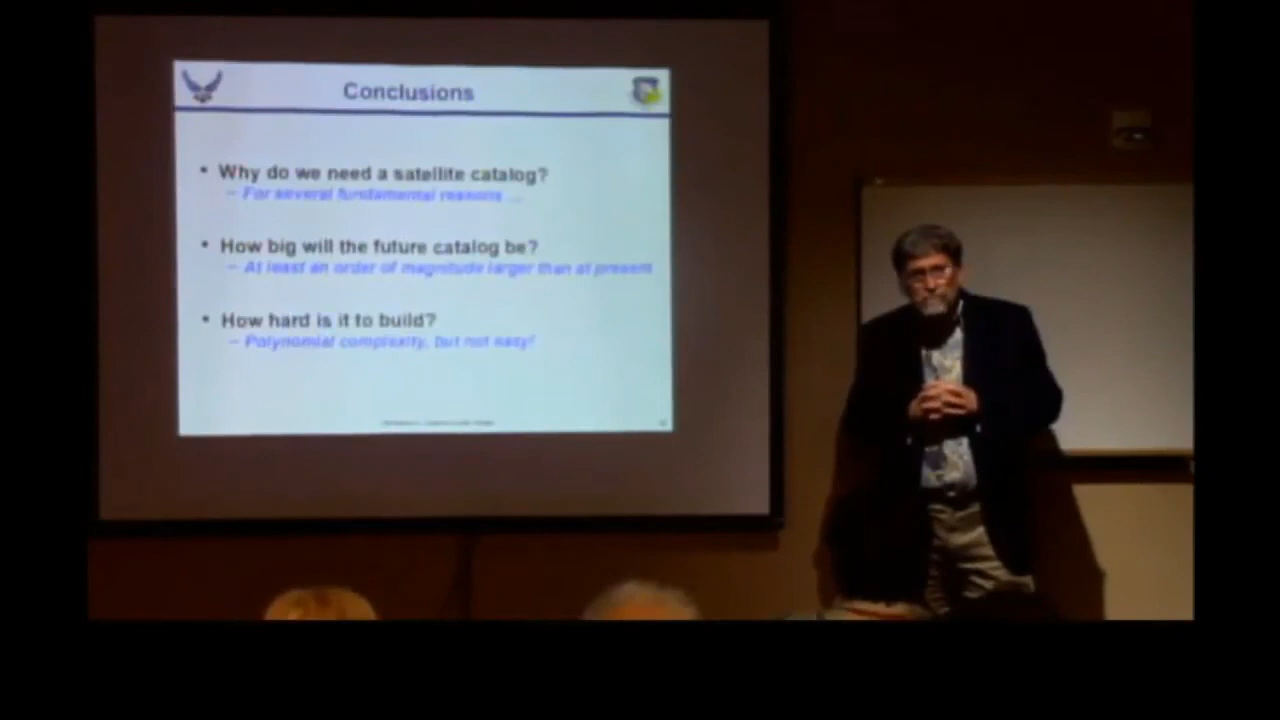 Conclusions
• Why do we need a satellite catalog?
– For several fundamental reasons ...
• How big will the future catalog be?
– At least an order of magnitude larger than at present
• How hard is it to build?
– Polynomial complexity, but not easy!